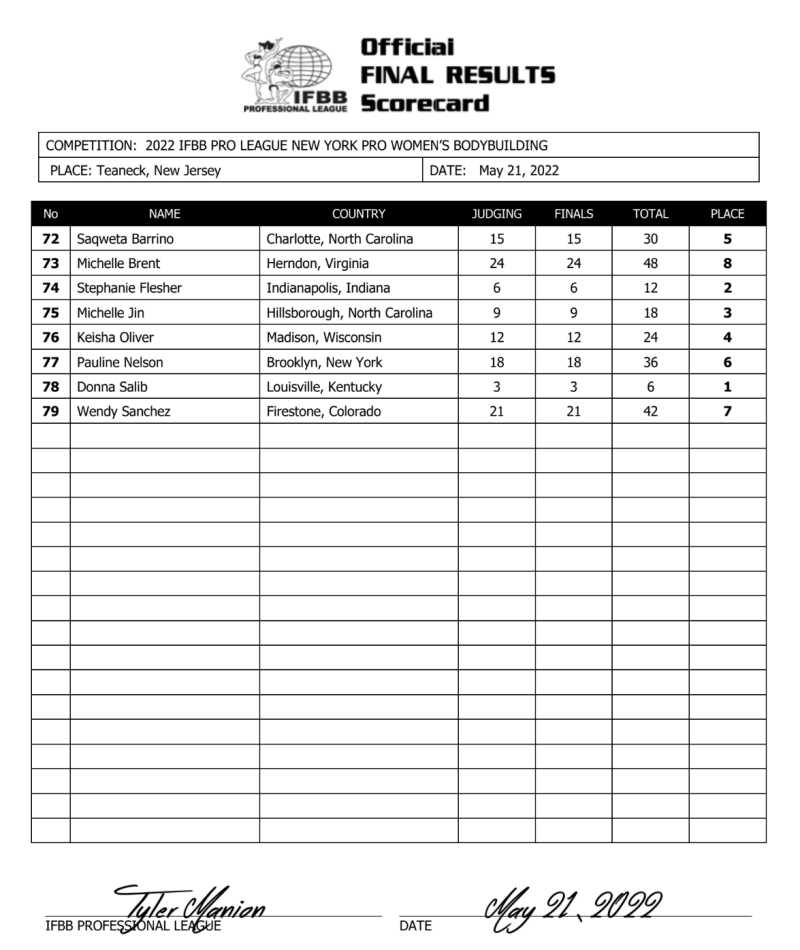 Official
FINAL RESULTS
Scorecard
IFBB
PROFESSIONAL LEAGUE
COMPETITION: 2022 IFBB PRO LEAGUE NEW YORK PRO WOMEN'S BODYBUILDING
PLACE: Teaneck, New Jersey DATE: May 21, 2022
No NAME COUNTRY JUDGING FINALS TOTAL PLACE
72 Saqweta Barrino Charlotte, North Carolina 15 15 30 5
73 Michelle Brent Herndon, Virginia 24 24 48 8
74 Stephanie Flesher Indianapolis, Indiana 6 6 12 2
75 Michelle Jin Hillsborough, North Carolina 9 9 18 3
76 Keisha Oliver Madison, Wisconsin 12 12 24 4
77 Pauline Nelson Brooklyn, New York 18 18 36 6
78 Donna Salib Louisville, Kentucky 3 3 6 1
79 Wendy Sanchez Firestone, Colorado 21 21 42 7
Tyler Manion May 21, 2022
IFBB PROFESSIONAL LEAGUE DATE